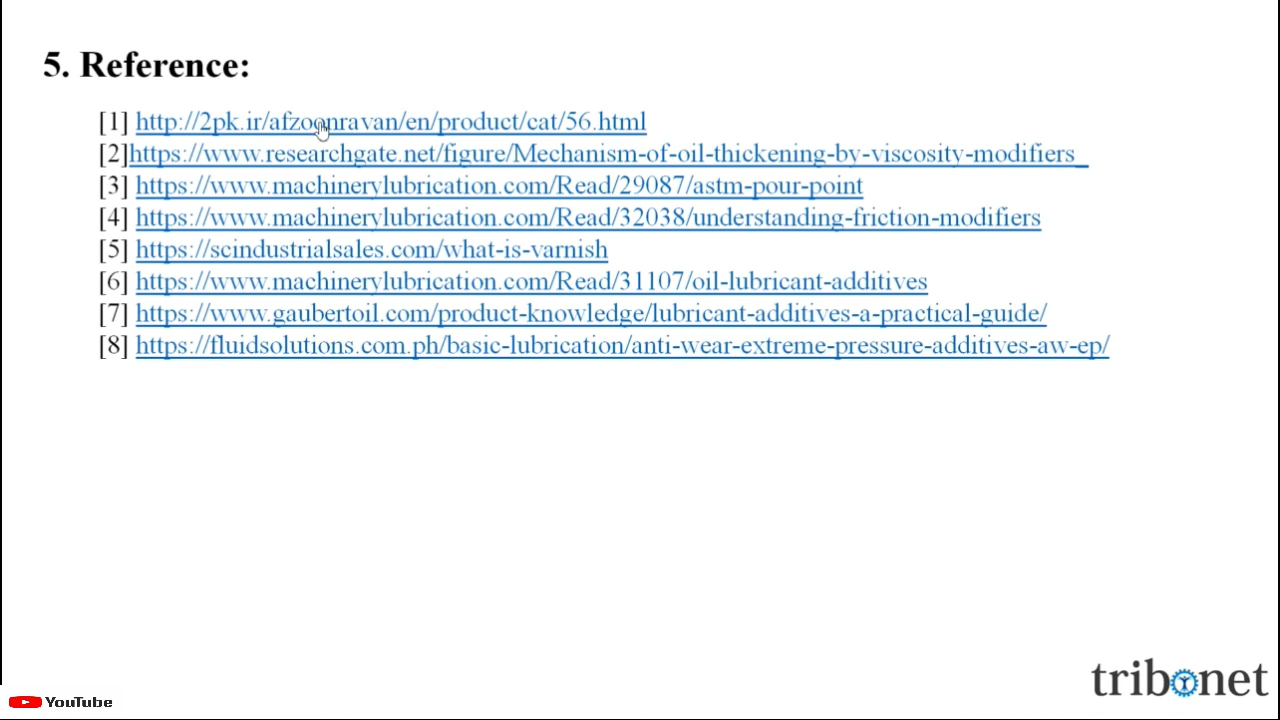 5. Reference:
[1] http://2pk.ir/afzoonravan/en/product/cat/56.html
[2]https://www.researchgate.net/figure/Mechanism-of-oil-thickening-by-viscosity-modifiers_
[3] https://www.machinerylubrication.com/Read/29087/astm-pour-point
[4] https://www.machinerylubrication.com/Read/32038/understanding-friction-modifiers
[5] https://scindustrialsales.com/what-is-varnish
[6] https://www.machinerylubrication.com/Read/31107/oil-lubricant-additives
[7] https://www.gaubertoil.com/product-knowledge/lubricant-additives-a-practical-guide/
[8] https://fluidsolutions.com.ph/basic-lubrication/anti-wear-extreme-pressure-additives-aw-ep/
tribonet
YouTube